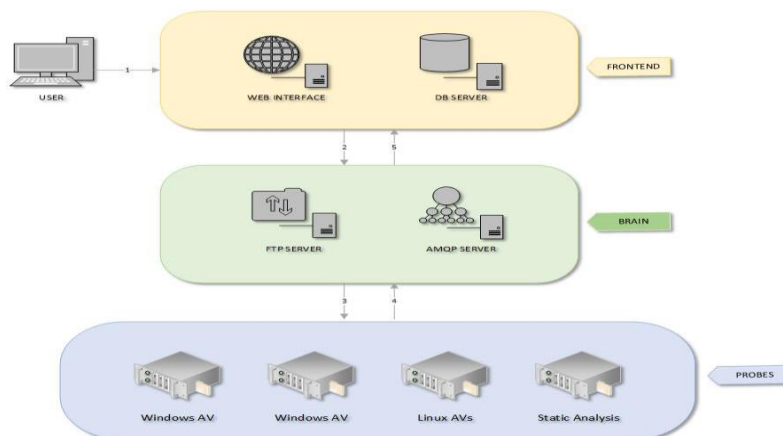 1
USER
WEB INTERFACE
DB SERVER
FRONTEND
2
5
FTP SERVER
AMQP SERVER
BRAIN
3
4
Windows AV
Windows AV
Linux AVs
Static Analysis
PROBES